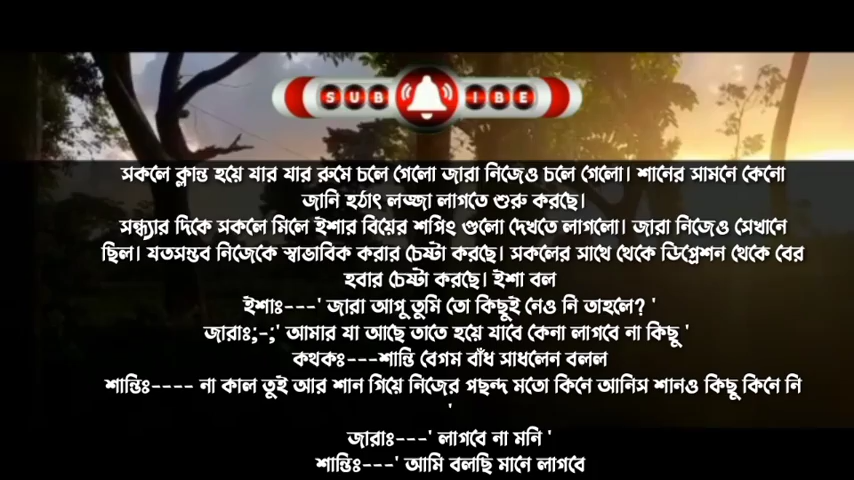 SUB IBE
সকলে ক্লান্ত হয়ে যার যার রুমে চলে গেলো জারা নিজেও চলে গেলো। শানের সামনে কেনো
জানি হঠাৎ লজ্জা লাগতে শুরু করছে।
সন্ধ্যার দিকে সকলে মিলে ইশার বিয়ের শপিং গুলো দেখতে লাগলো। জারা নিজেও সেখানে
ছিল। যতসম্ভব নিজেকে স্বাভাবিক করার চেষ্টা করছে। সকলের সাথে থেকে ডিপ্রেশন থেকে বের
হবার চেষ্টা করছে। ইশা বল
ইশাঃ---' জারা আপু তুমি তো কিছুই নেও নি তাহলে? '
জারাঃ;-;' আমার যা আছে তাতে হয়ে যাবে কেনা লাগবে না কিছু '
কথকঃ---শান্তি বেগম বাঁধ সাধলেন বলল
শান্তিঃ---- না কাল তুই আর শান গিয়ে নিজের পছন্দ মতো কিনে আনিস শানও কিছু কিনে নি
'
জারাঃ---' লাগবে না মনি '
শান্তিঃ---' আমি বলছি মানে লাগবে